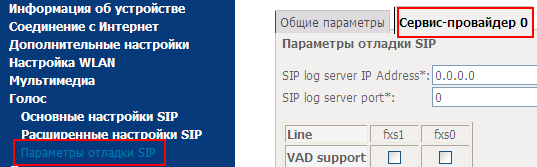 Информация об устройстве
Соединение с Интернет
Дополнительные настройки
Настройка WLAN
Мультимедиа
Голос
Основные настройки SIP
Расширенные настройки SIP
Параметры отладки SIP
Общие параметры
Сервис-провайдер 0
Параметры отладки SIP
SIP log server IP Address*: 0.0.0.0
SIP log server port*: 0
Line fxs1 fxs0
VAD support